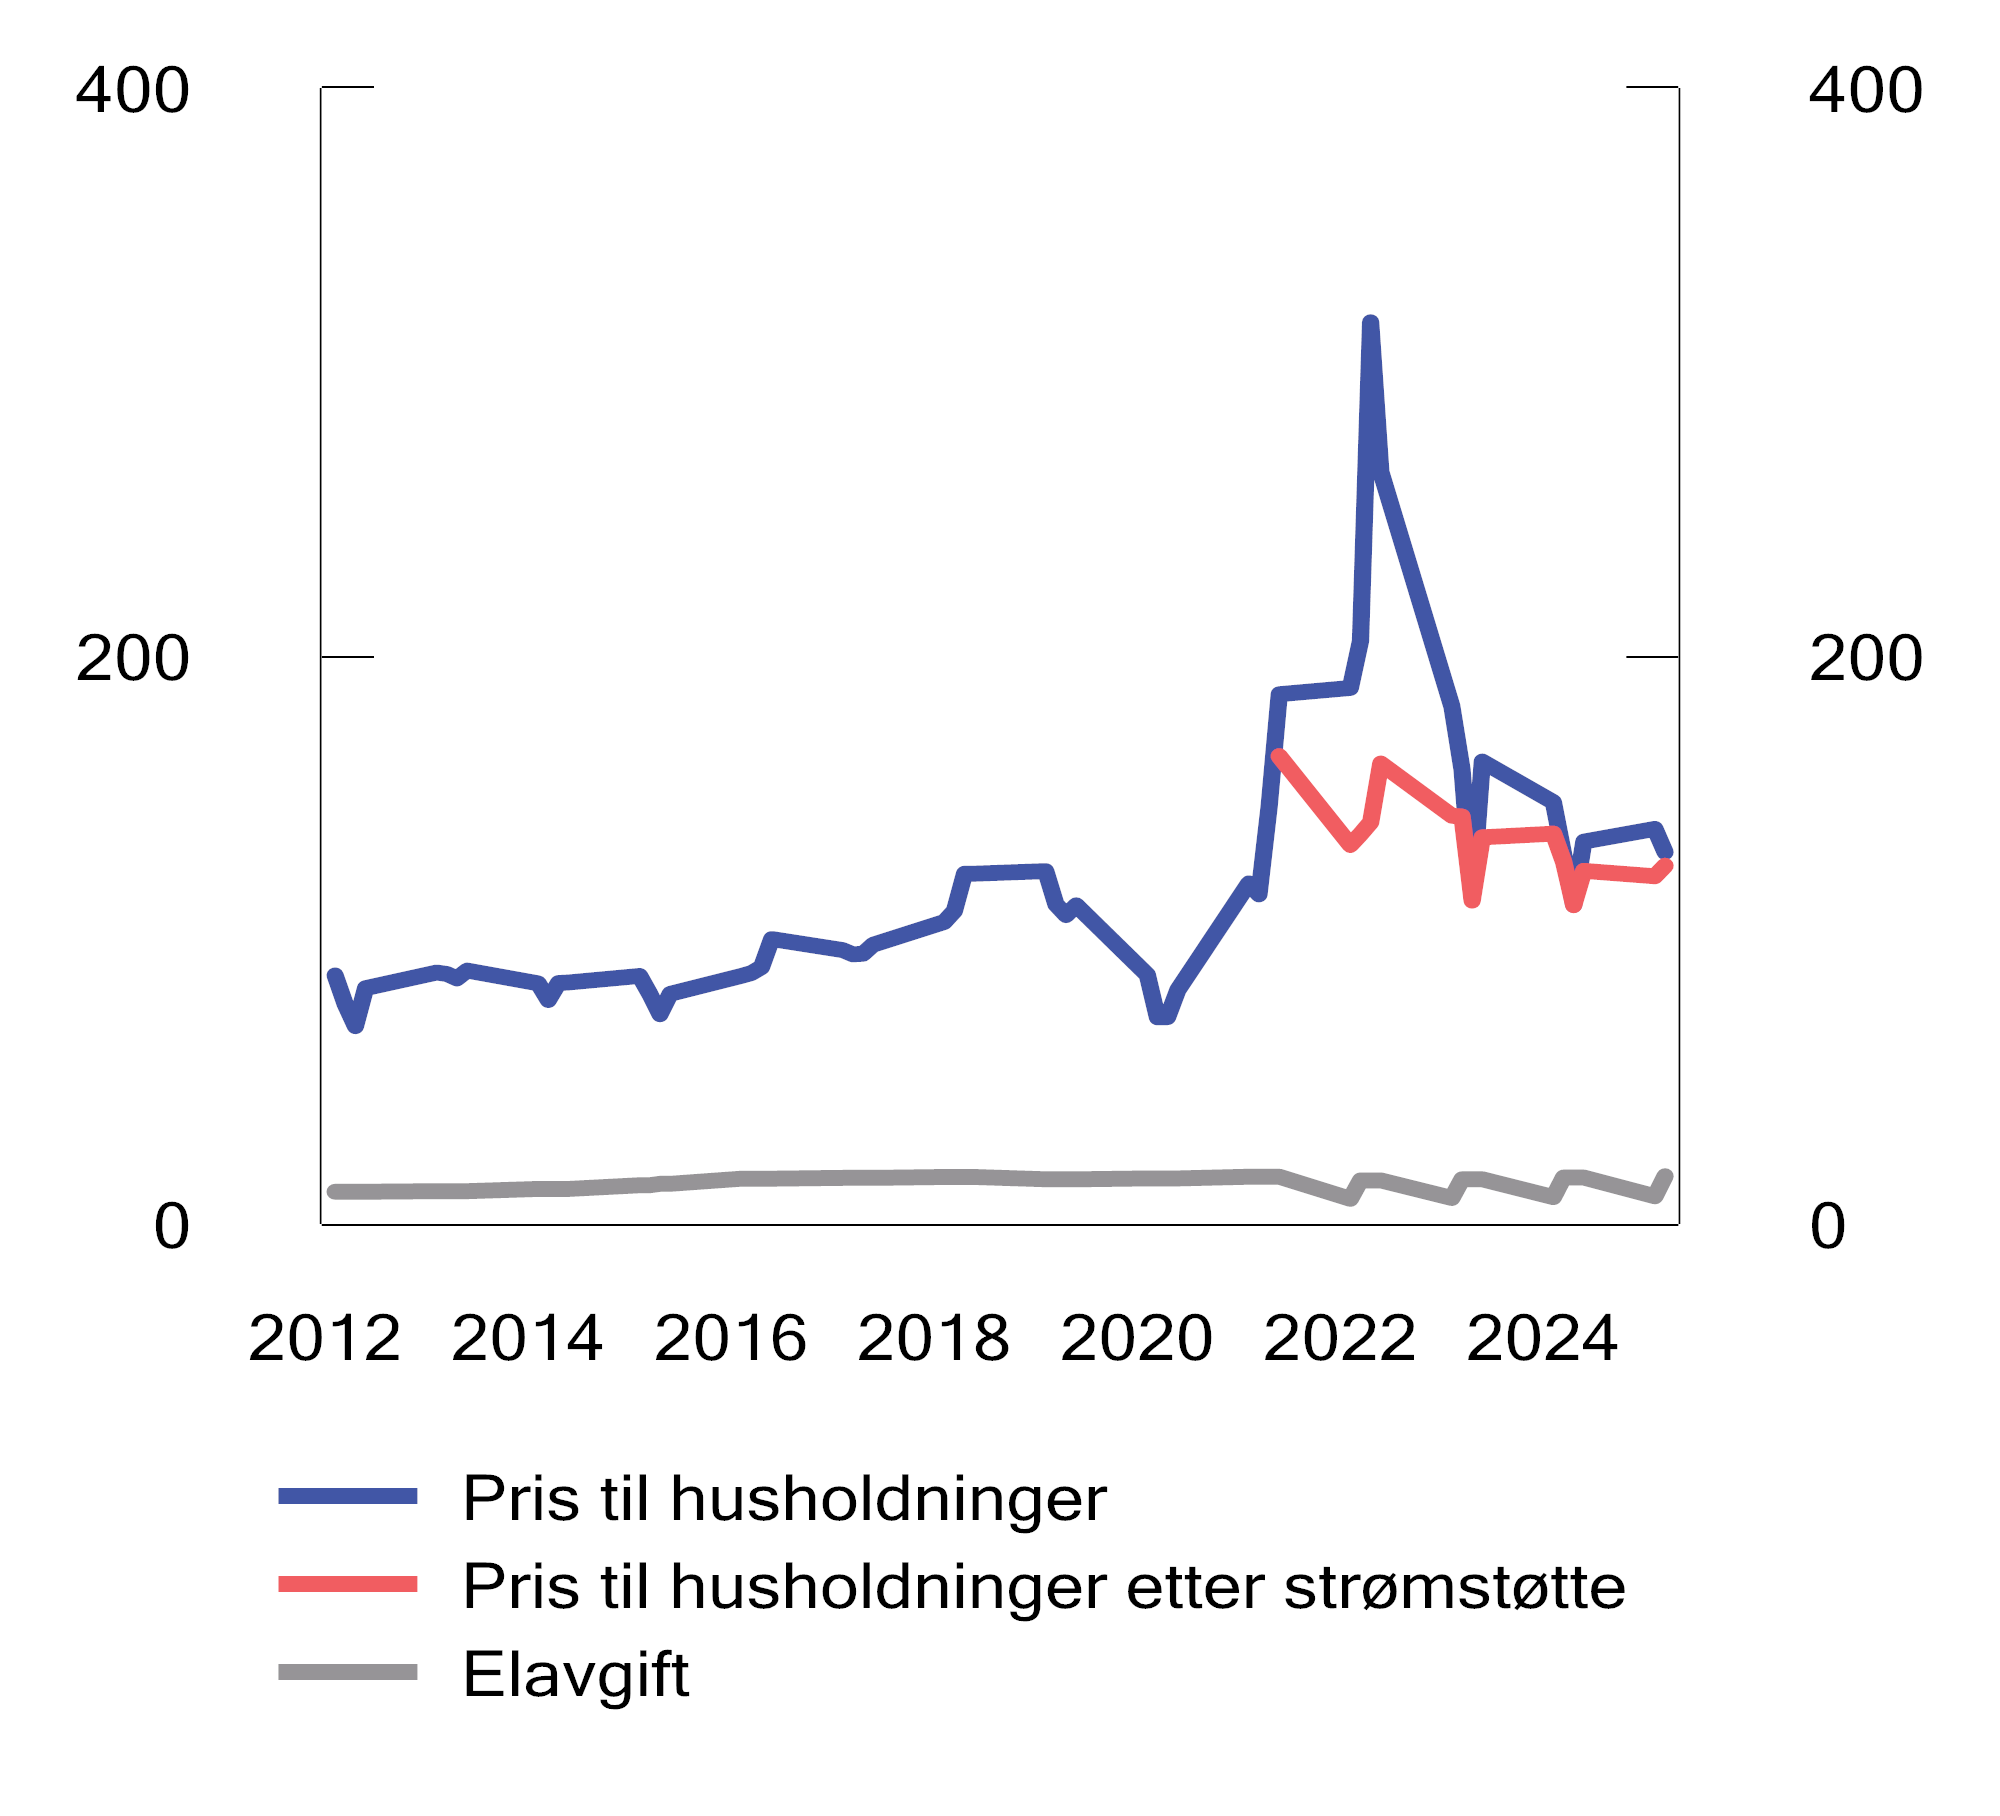 400 400
200 200
0 0
2012 2014 2016 2018 2020 2022 2024
Pris til husholdninger
Pris til husholdninger etter strømstøtte
Elavgift